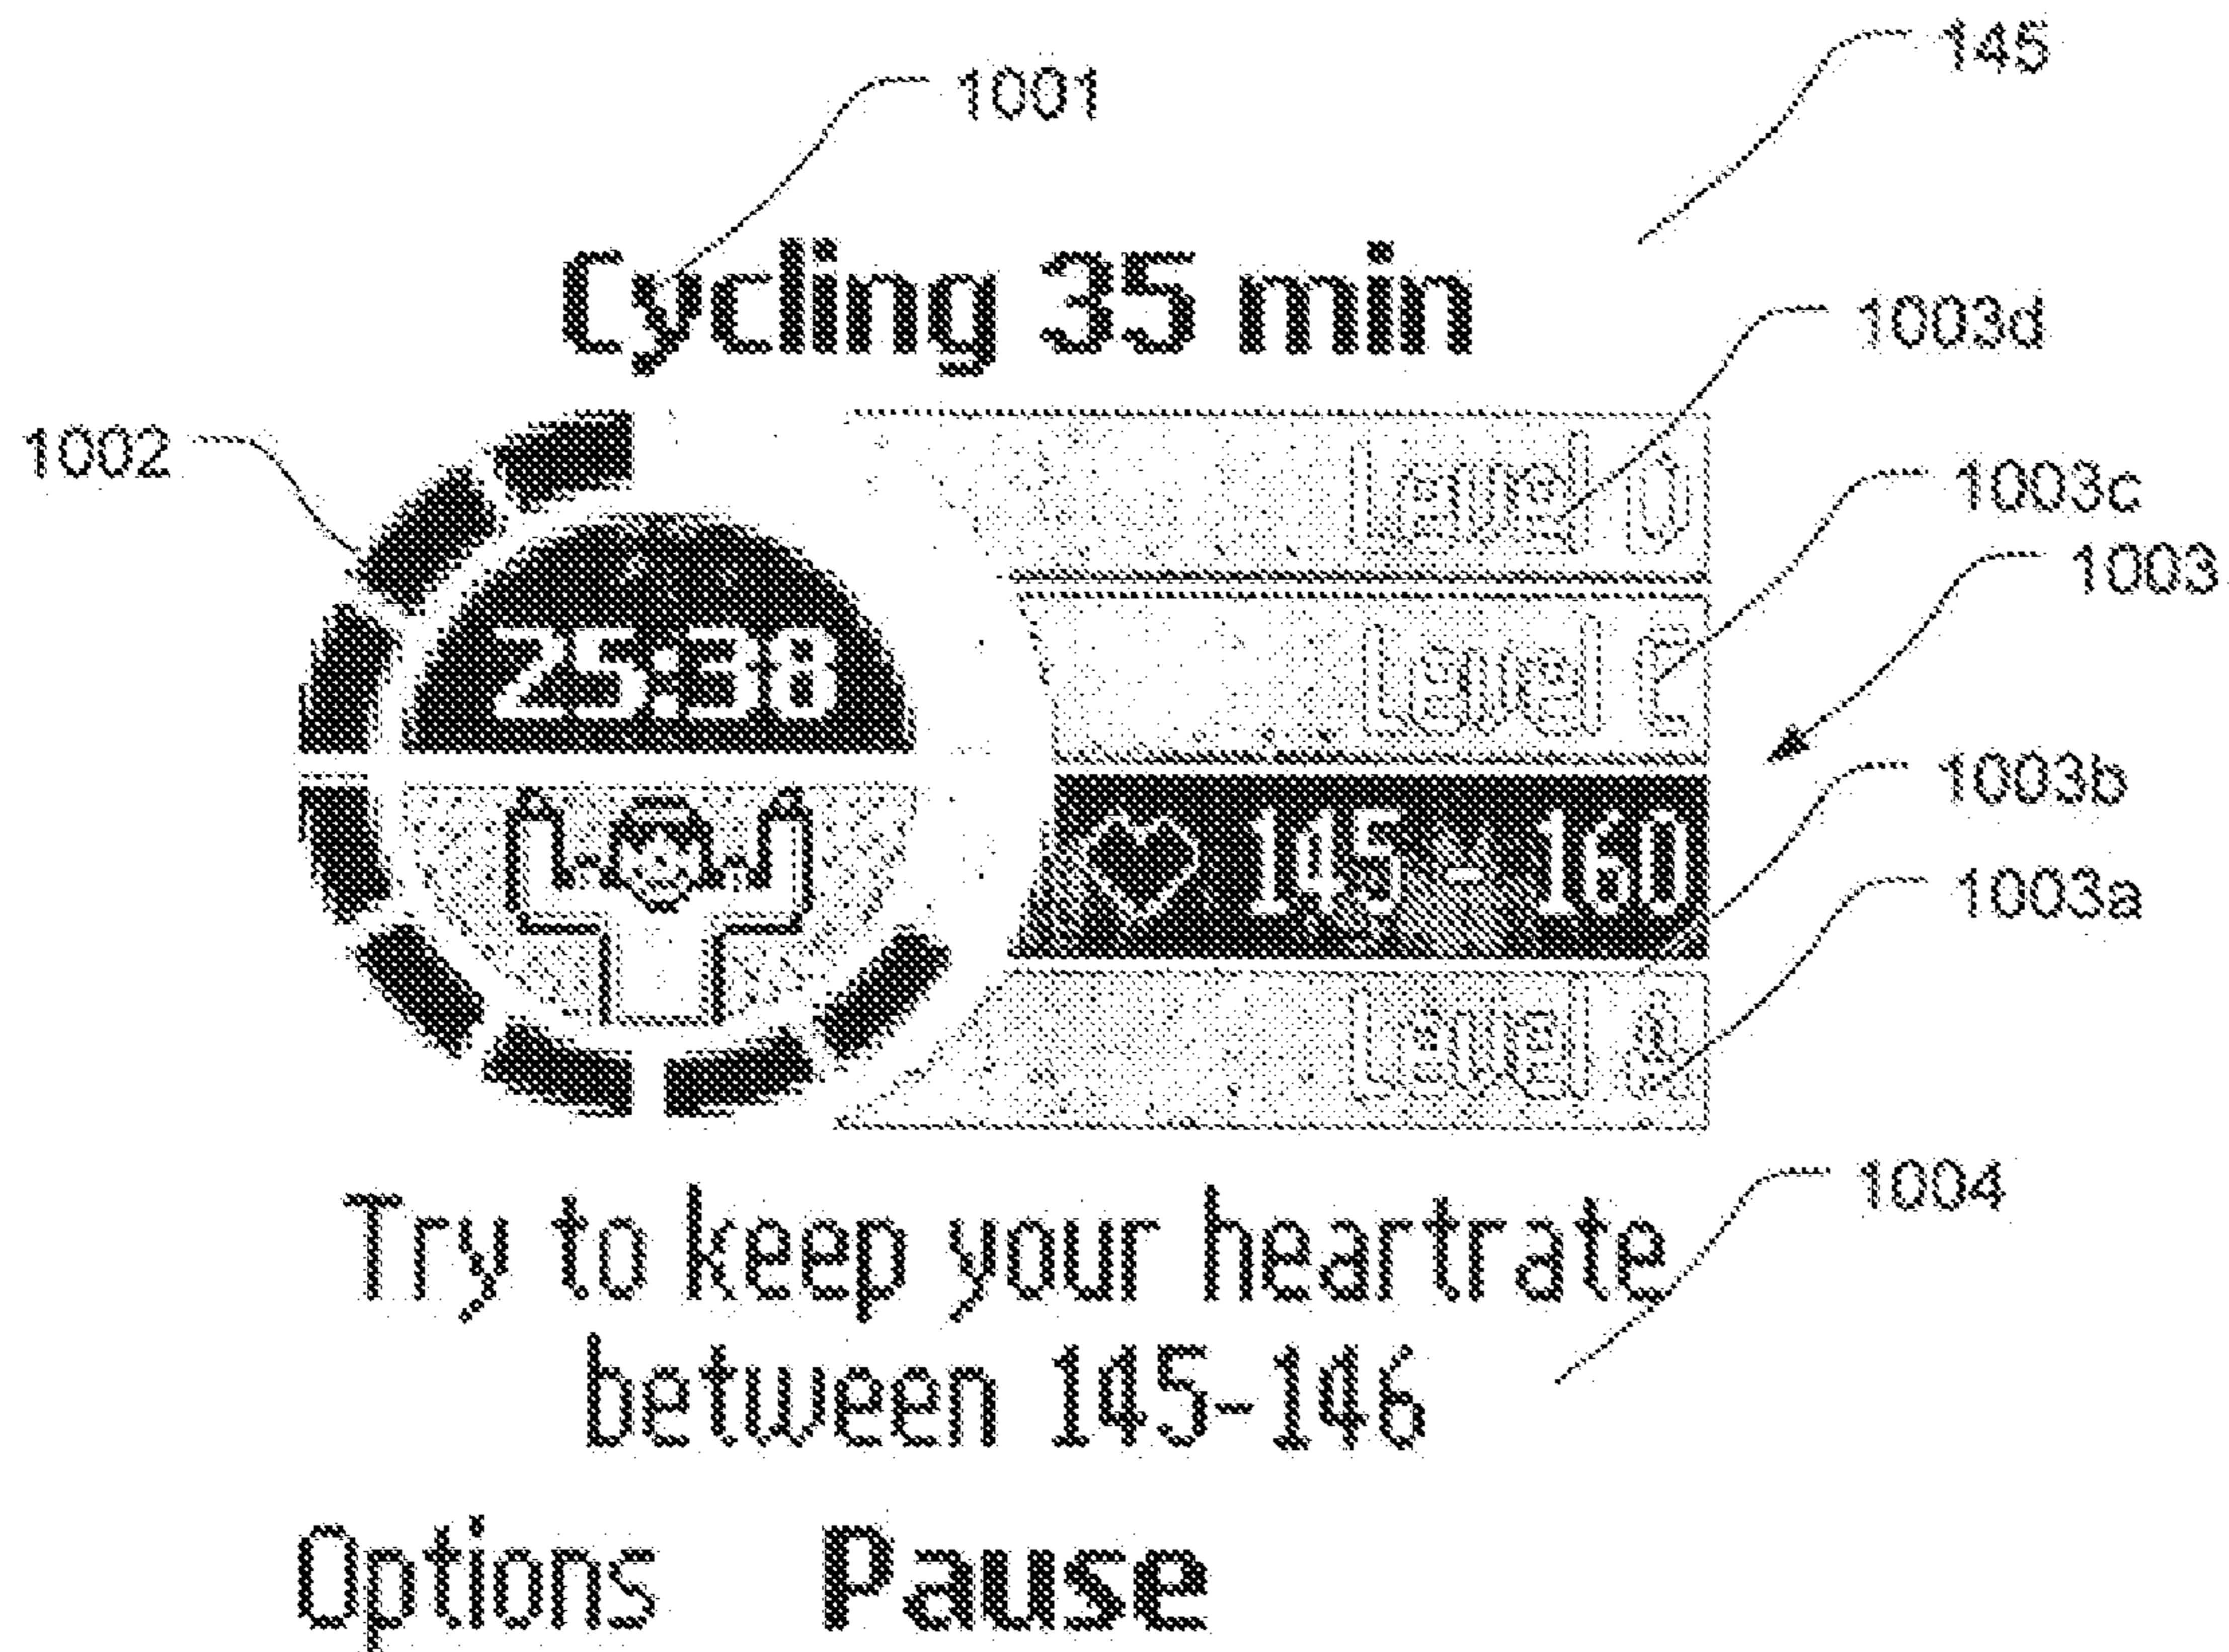 145
1001
Cycling 35 min
1003d
1002
Level D
1003c
1003
25:38
Level C
1003b
145 - 160
1003a
Level A
1004
Try to keep your heartrate
between 145-146
Options Pause